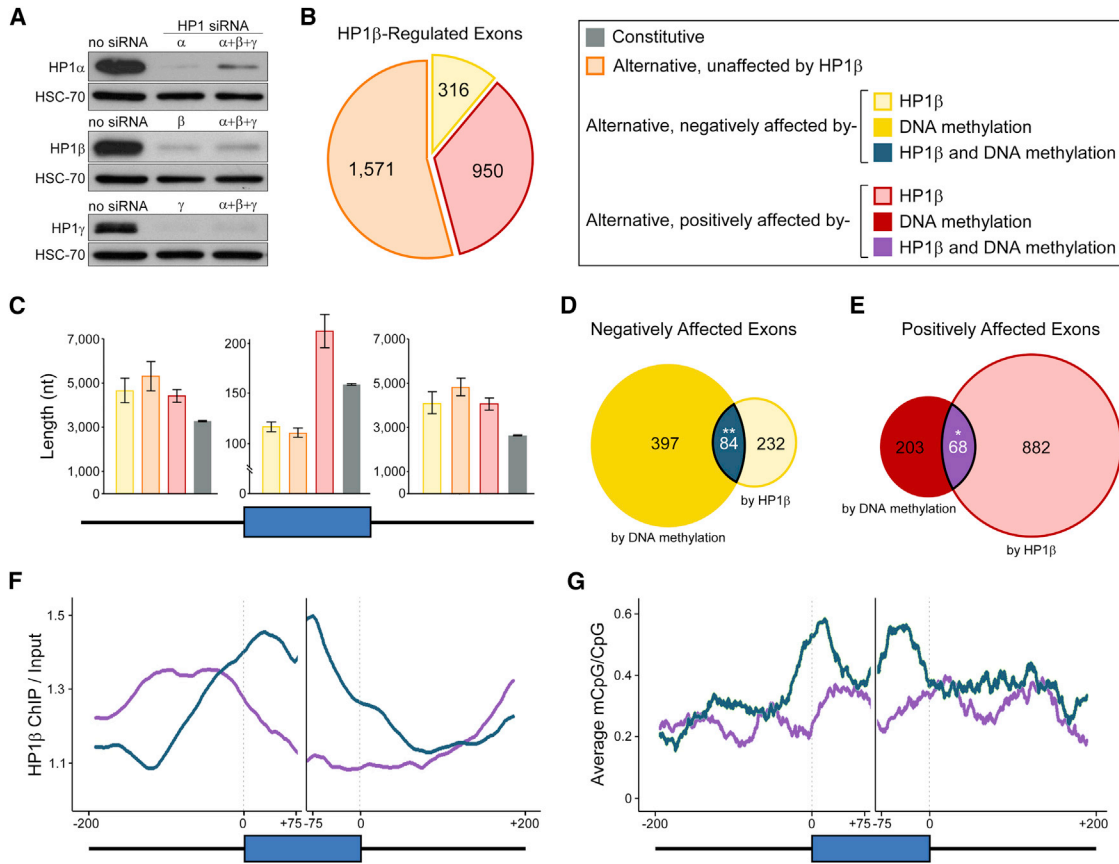 A
HP1 siRNA
no siRNA α α+β+γ
HP1α
HSC-70
no siRNA β α+β+γ
HP1β
HSC-70
no siRNA γ α+β+γ
HP1γ
HSC-70
B
HP1β-Regulated Exons
316
950
1,571
Constitutive
Alternative, unaffected by HP1β
Alternative, negatively affected by-
HP1β
DNA methylation
HP1β and DNA methylation
Alternative, positively affected by-
HP1β
DNA methylation
HP1β and DNA methylation
C
Length (nt)
7,000
5,000
3,000
1,000
0
200
150
100
0
7,000
5,000
3,000
1,000
0
D
Negatively Affected Exons
397
**
84
232
by HP1β
by DNA methylation
E
Positively Affected Exons
203
*
68
882
by DNA methylation
by HP1β
F
HP1β ChIP / Input
1.5
1.3
1.1
-200 0 +75 -75 0 +200
G
Average mCpG/CpG
0.6
0.4
0.2
0
-200 0 +75 -75 0 +200